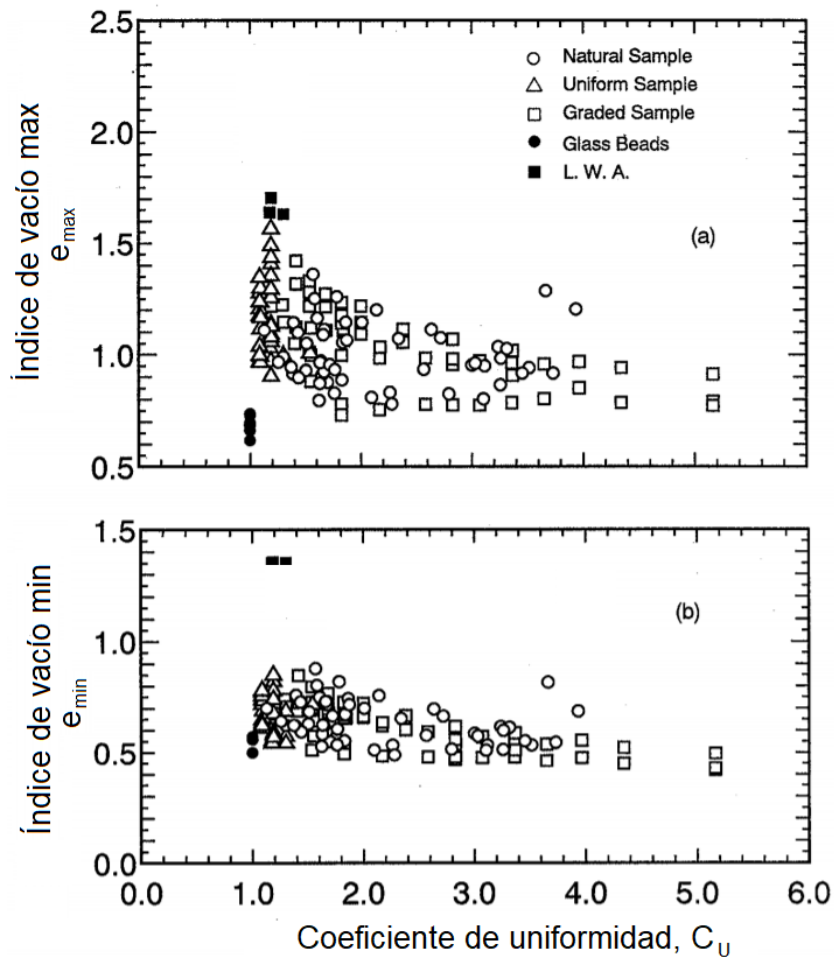 2.5
2.0
1.5
1.0
0.5
Índice de vacío max
e_max
Natural Sample
Uniform Sample
Graded Sample
Glass Beads
L. W. A.
(a)
1.5
1.0
0.5
0.0
Índice de vacío min
e_min
(b)
0.0 1.0 2.0 3.0 4.0 5.0 6.0
Coeficiente de uniformidad, C_U